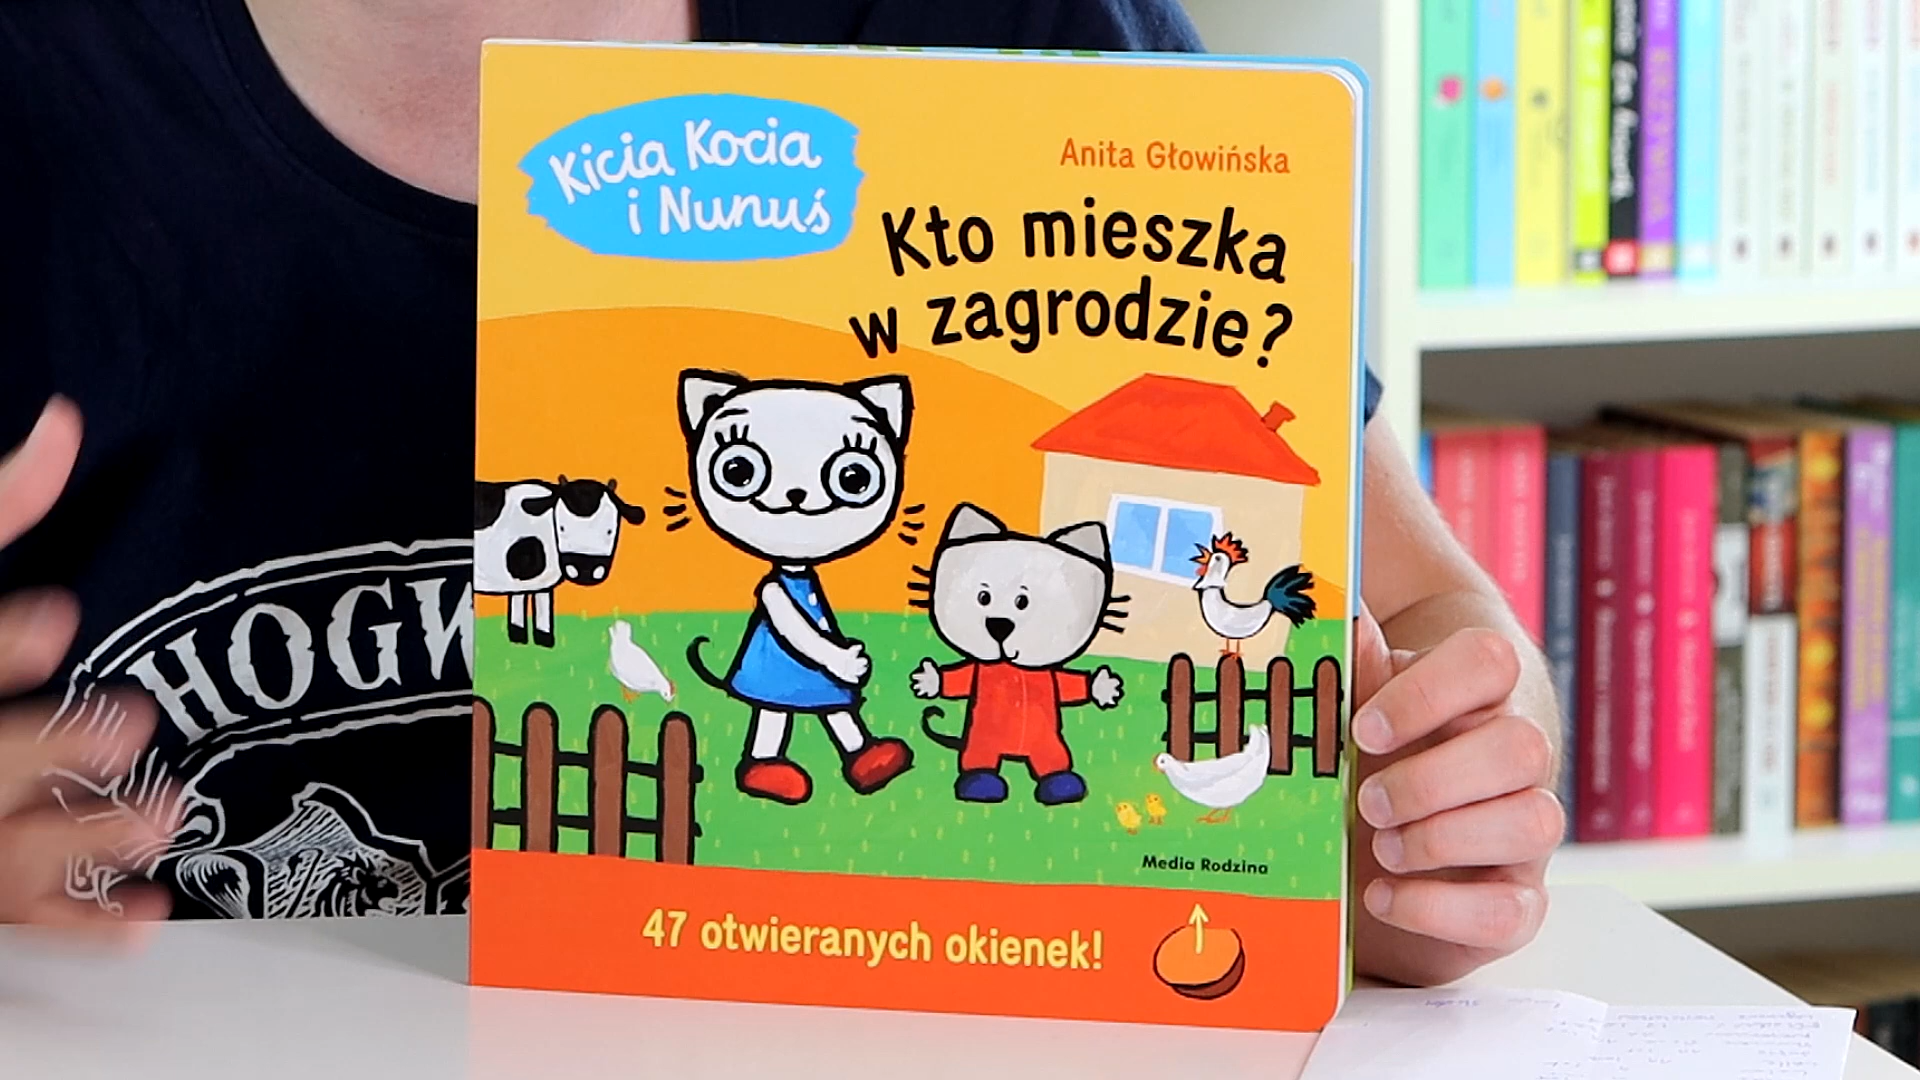 Kicia Kocia
i Nunuś
Anita Głowińska
Kto mieszka
w zagrodzie?
HOGW
Media Rodzina
47 otwieranych okienek!